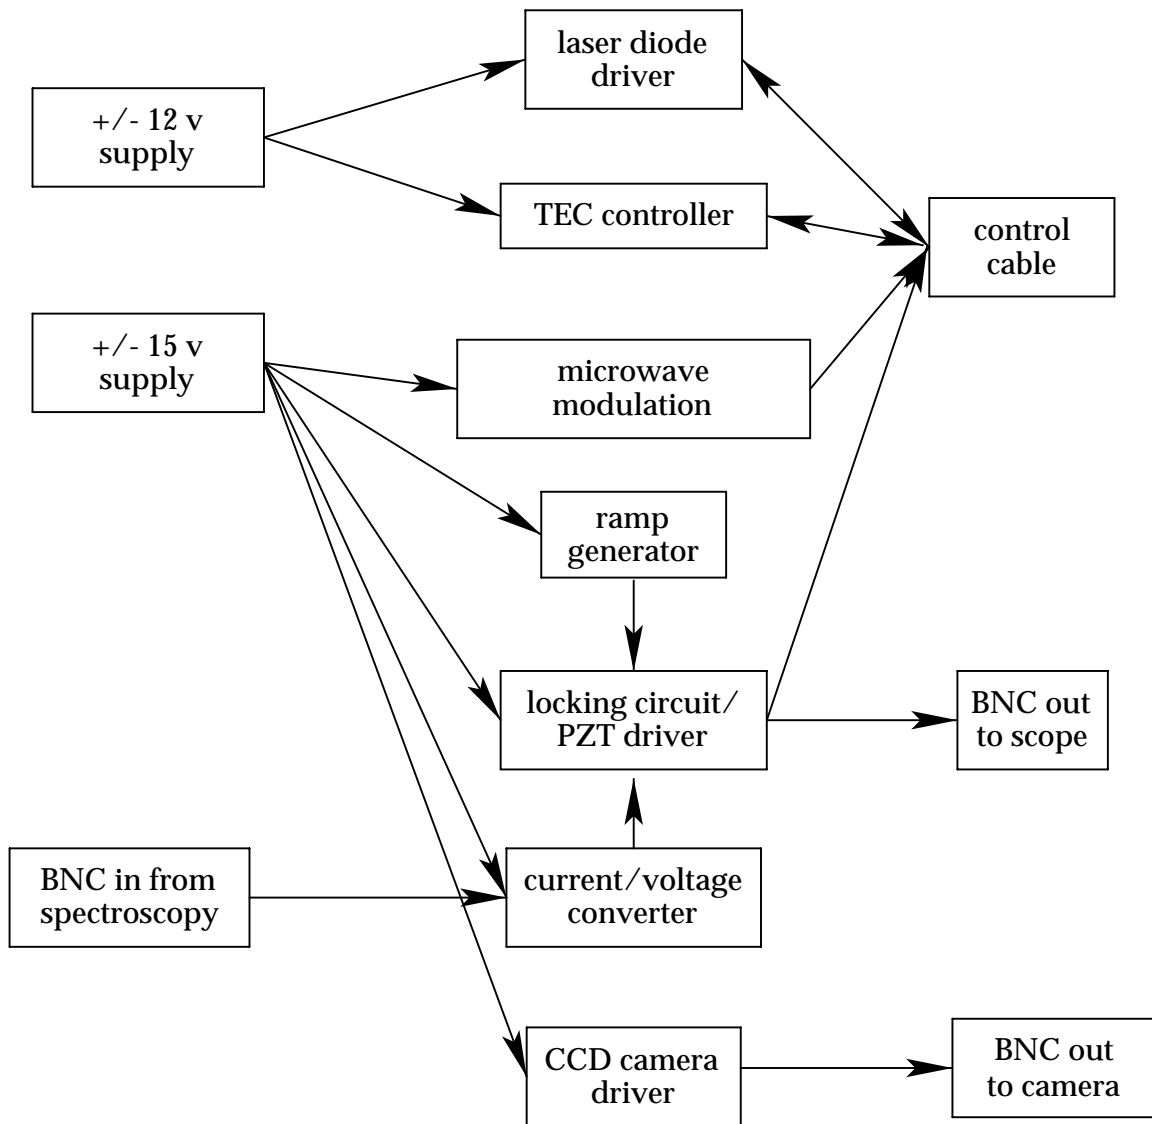 laser diode
driver
+/- 12 v
supply
TEC controller
control
cable
+/- 15 v
supply
microwave
modulation
ramp
generator
locking circuit/
PZT driver
BNC out
to scope
BNC in from
spectroscopy
current/voltage
converter
CCD camera
driver
BNC out
to camera